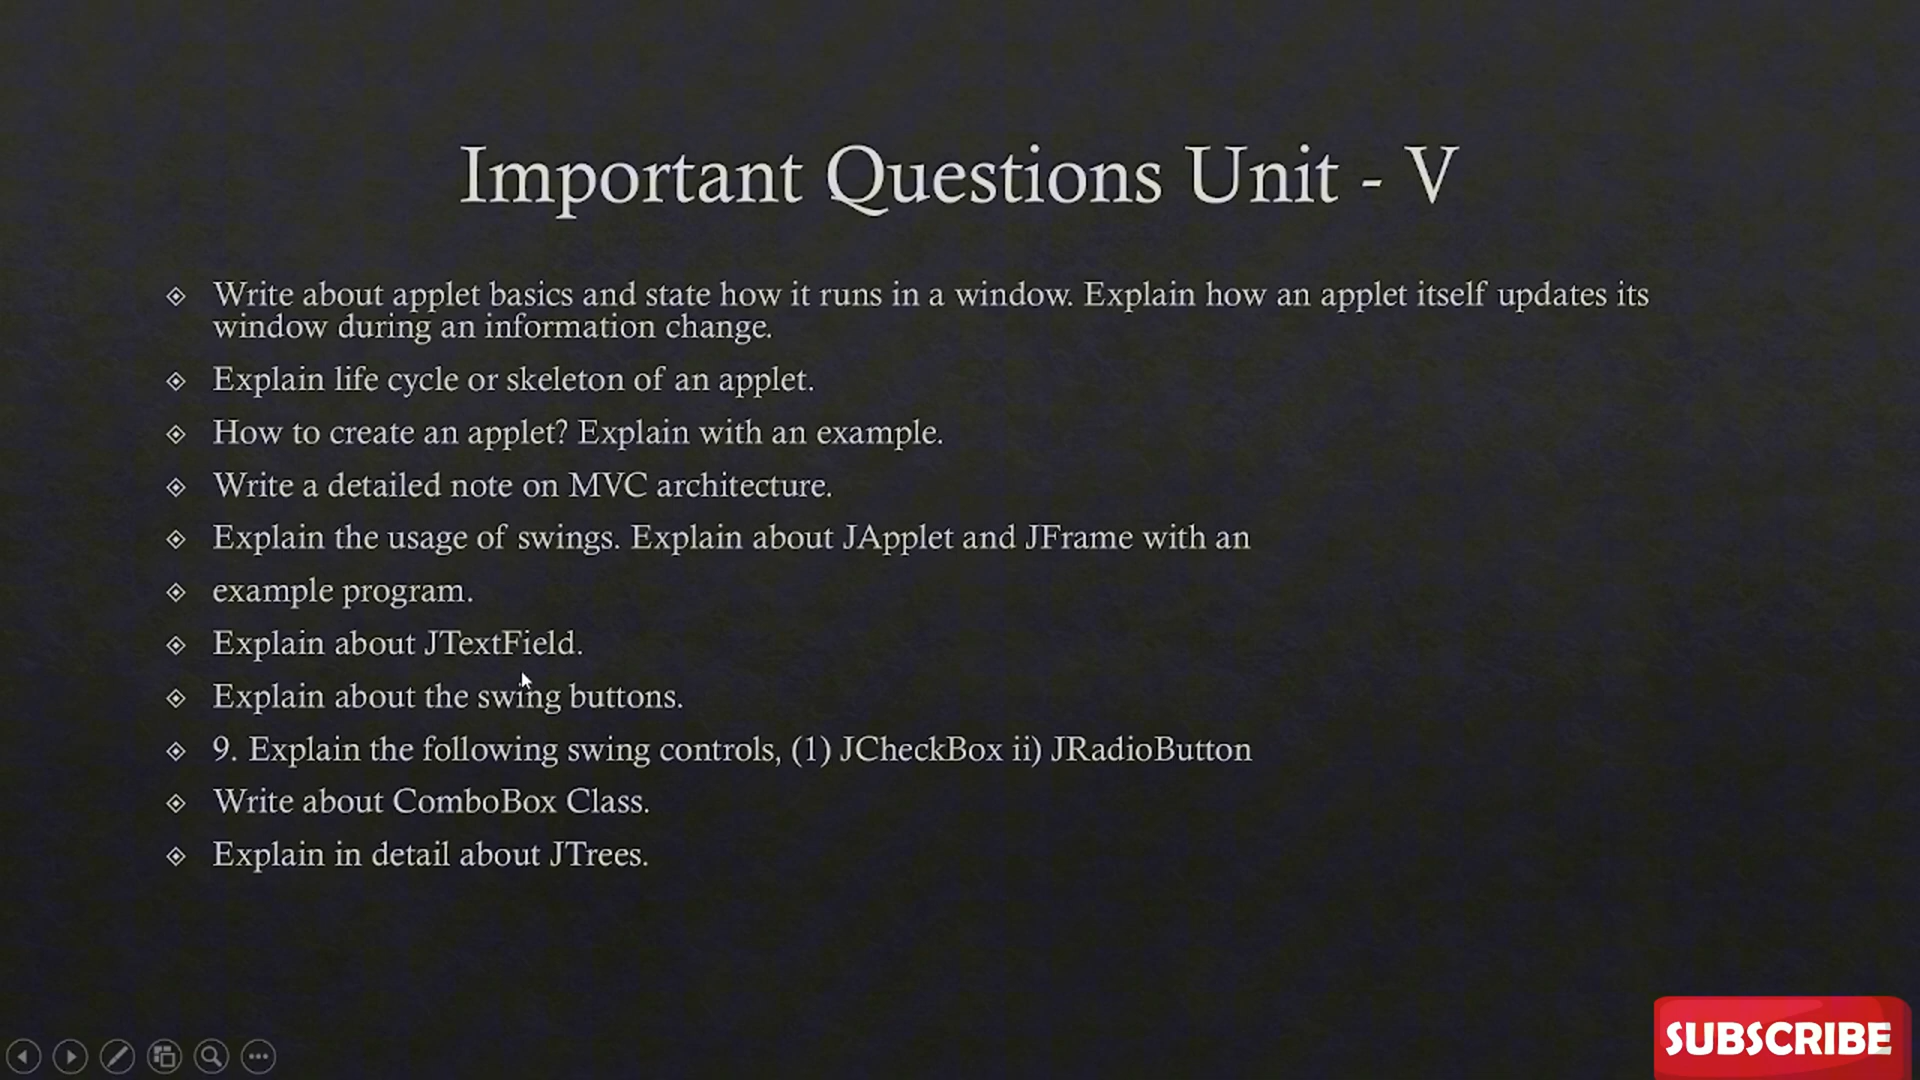 Important Questions Unit - V
Write about applet basics and state how it runs in a window. Explain how an applet itself updates its
window during an information change.
Explain life cycle or skeleton of an applet.
How to create an applet? Explain with an example.
Write a detailed note on MVC architecture.
Explain the usage of swings. Explain about JApplet and JFrame with an
example program.
Explain about JTextField.
Explain about the swing buttons.
9. Explain the following swing controls, (1) JCheckBox ii) JRadioButton
Write about ComboBox Class.
Explain in detail about JTrees.
SUBSCRIBE